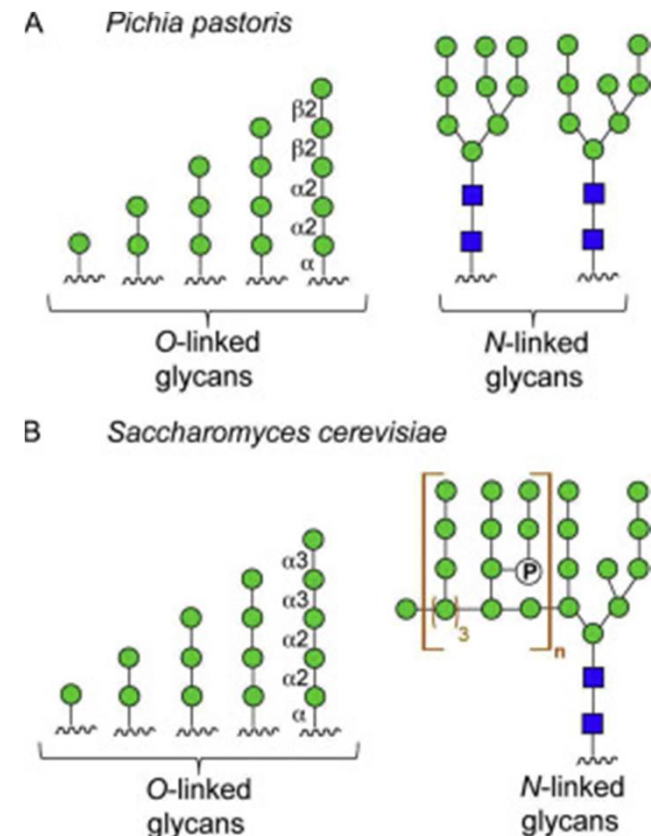 A Pichia pastoris
β2
β2
α2
α2
α
O-linked
glycans
N-linked
glycans
B Saccharomyces cerevisiae
α3
α3
α2
α2
α
P
3
n
O-linked
glycans
N-linked
glycans